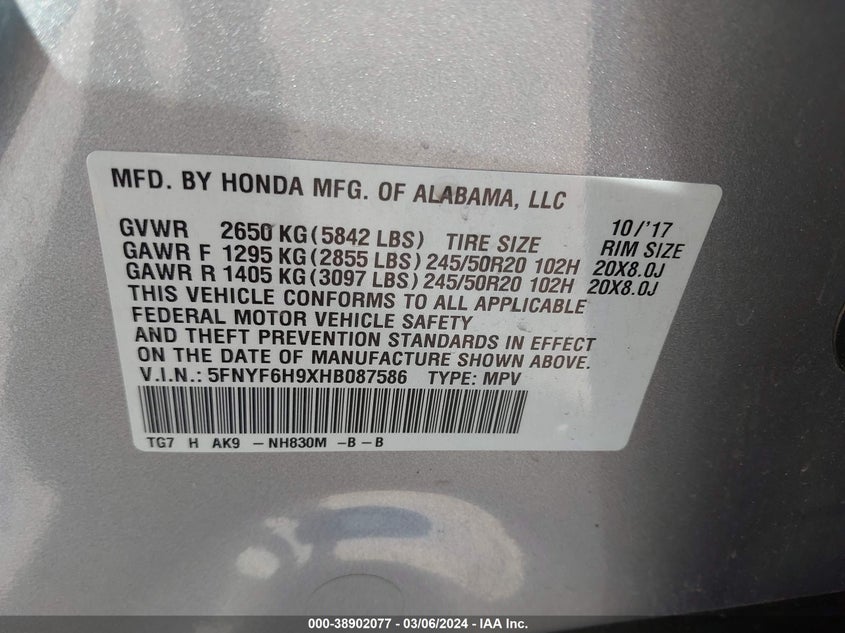 MFD. BY HONDA MFG. OF ALABAMA, LLC
10/'17
GVWR 2650 KG(5842 LBS) TIRE SIZE RIM SIZE
GAWR F 1295 KG(2855 LBS)245/50R20 102H 20X8.0J
GAWR R 1405 KG(3097 LBS)245/50R20 102H 20X8.0J
THIS VEHICLE CONFORMS TO ALL APPLICABLE
FEDERAL MOTOR VEHICLE SAFETY
AND THEFT PREVENTION STANDARDS IN EFFECT
ON THE DATE OF MANUFACTURE SHOWN ABOVE.
V.I.N.: 5FNYF6H9XHB087586 TYPE: MPV
TG7 H AK9 -NH830M -B-B
000-38902077 - 03/06/2024 - IAA Inc.